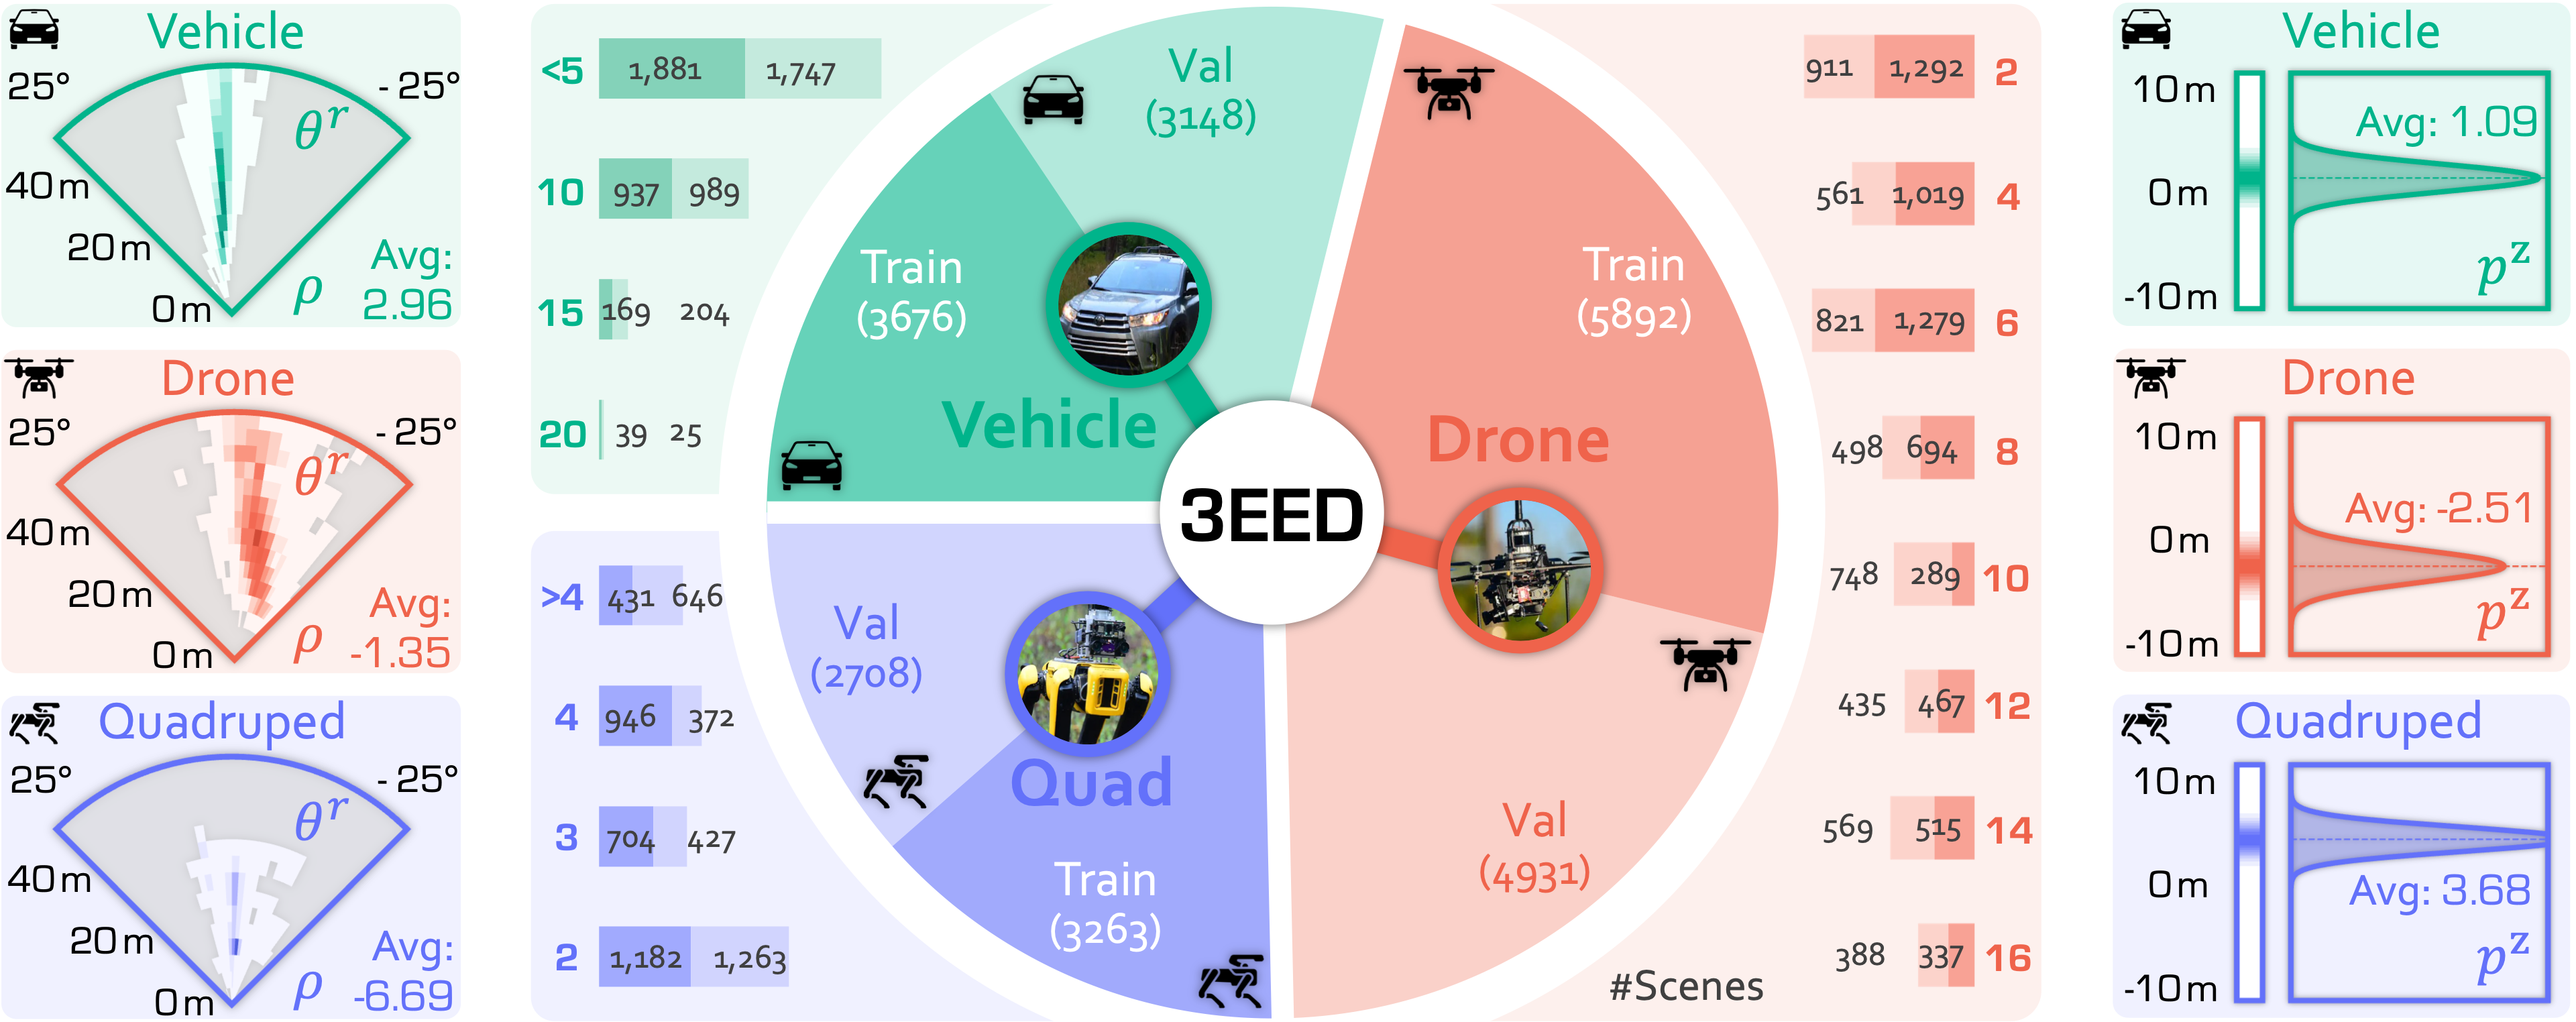 Vehicle
25°
- 25°
θʳ
40m
20m
0m
ρ
Avg:
2.96
Drone
25°
- 25°
θʳ
40m
20m
0m
ρ
Avg:
-1.35
Quadruped
25°
- 25°
θʳ
40m
20m
0m
ρ
Avg:
-6.69
<5 1,881 1,747
10 937 989
15 169 204
20 39 25
>4 431 646
4 946 372
3 704 427
2 1,182 1,263
Val
(3148)
Train
(3676)
Vehicle
Train
(5892)
Drone
3EED
Val
(2708)
Quad
Train
(3263)
Val
(4931)
911 1,292 2
561 1,019 4
821 1,279 6
498 694 8
748 289 10
435 467 12
569 515 14
388 337 16
#Scenes
Vehicle
10m
0m
-10m
Avg: 1.09
pᶻ
Drone
10m
0m
-10m
Avg: -2.51
pᶻ
Quadruped
10m
0m
-10m
Avg: 3.68
pᶻ